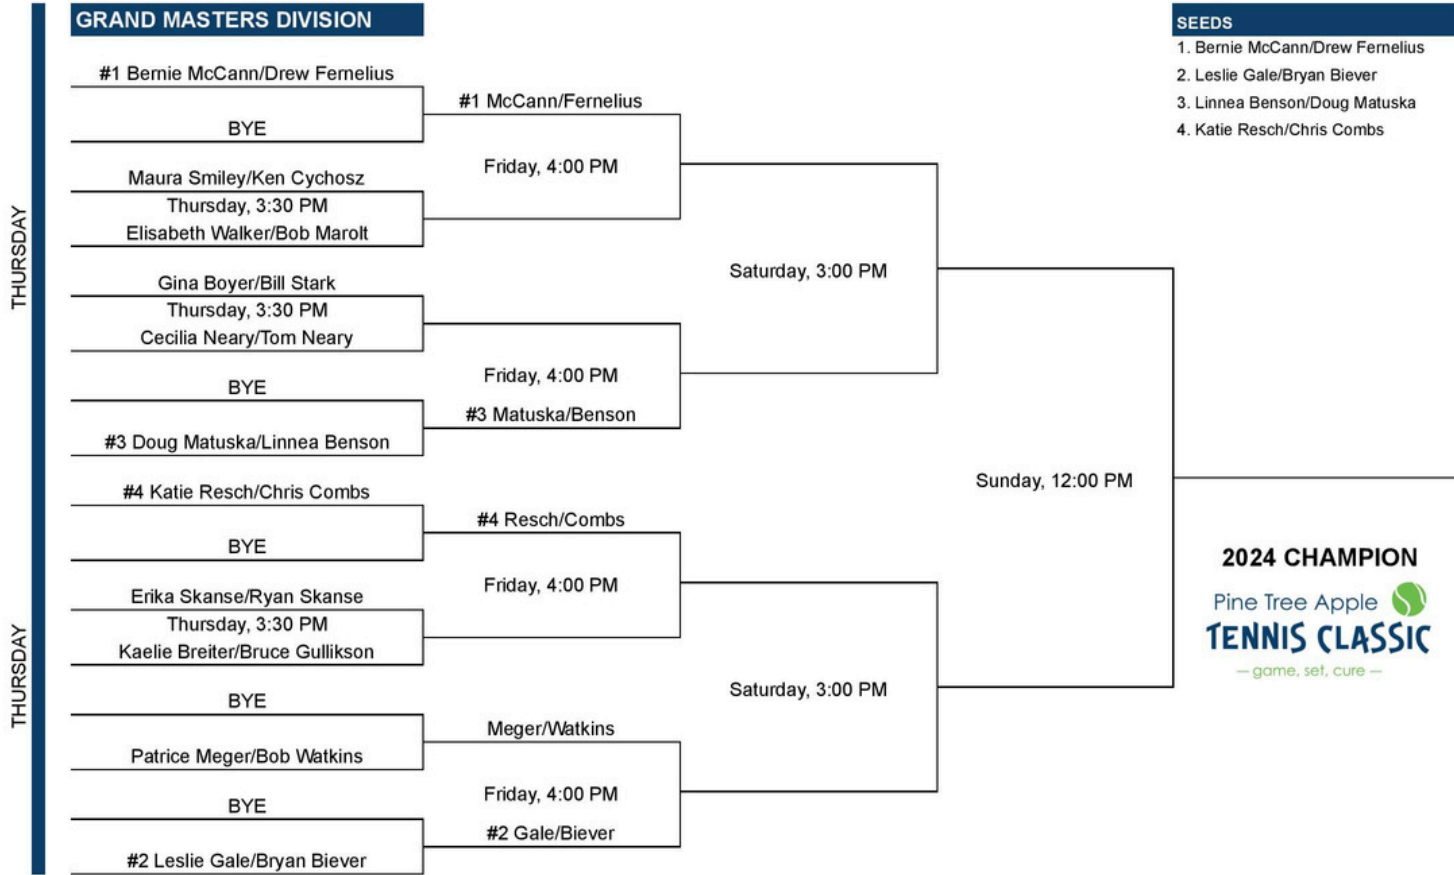 GRAND MASTERS DIVISION
SEEDS
1. Bernie McCann/Drew Fernelius
2. Leslie Gale/Bryan Biever
3. Linnea Benson/Doug Matuska
4. Katie Resch/Chris Combs
THURSDAY
THURSDAY
#1 Bernie McCann/Drew Fernelius
BYE
Maura Smiley/Ken Cychosz
Thursday, 3:30 PM
Elisabeth Walker/Bob Marolt
Gina Boyer/Bill Stark
Thursday, 3:30 PM
Cecilia Neary/Tom Neary
BYE
#3 Doug Matuska/Linnea Benson
#4 Katie Resch/Chris Combs
BYE
Erika Skanse/Ryan Skanse
Thursday, 3:30 PM
Kaelie Breiter/Bruce Gullikson
BYE
Patrice Meger/Bob Watkins
BYE
#2 Leslie Gale/Bryan Biever
#1 McCann/Fernelius
Friday, 4:00 PM
Friday, 4:00 PM
#3 Matuska/Benson
#4 Resch/Combs
Friday, 4:00 PM
Meger/Watkins
Friday, 4:00 PM
#2 Gale/Biever
Saturday, 3:00 PM
Saturday, 3:00 PM
Sunday, 12:00 PM
2024 CHAMPION
Pine Tree Apple
TENNIS CLASSIC
— game, set, cure —